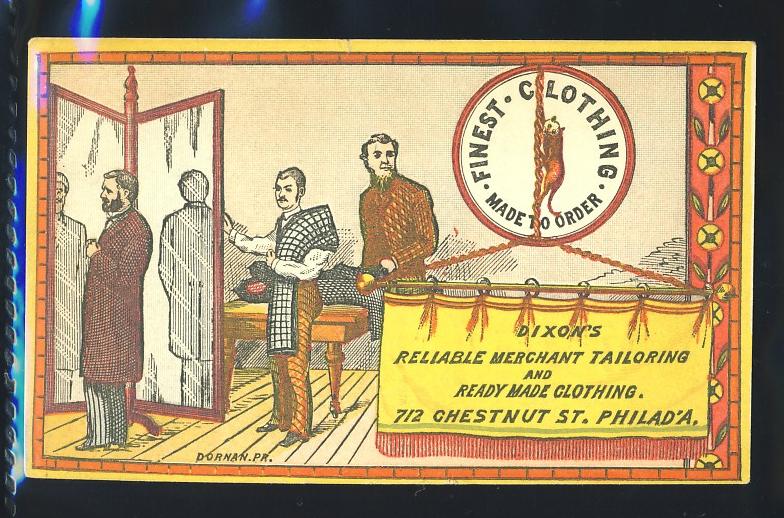 FINEST · CLOTHING ·
MADE TO ORDER ·
DIXON'S
RELIABLE MERCHANT TAILORING
AND
READY MADE CLOTHING.
712 CHESTNUT ST. PHILAD'A.
DORNAN. PR.